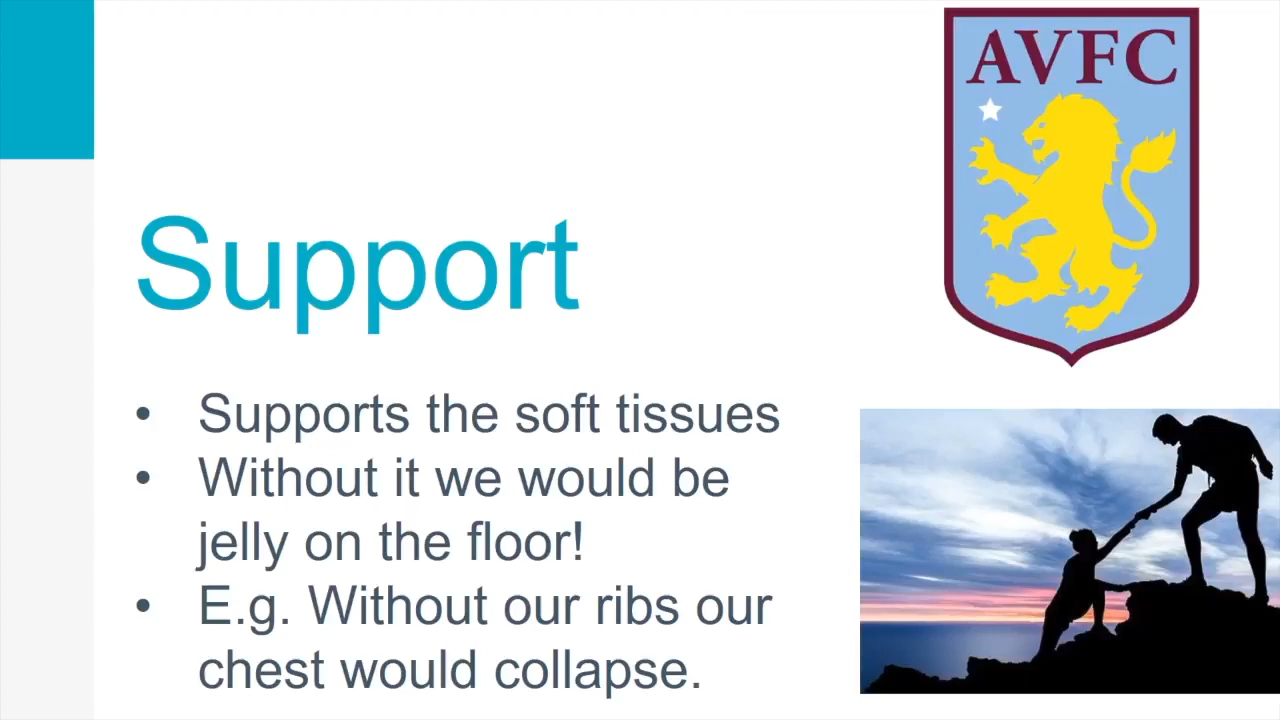 AVFC
Support
• Supports the soft tissues
• Without it we would be
jelly on the floor!
• E.g. Without our ribs our
chest would collapse.